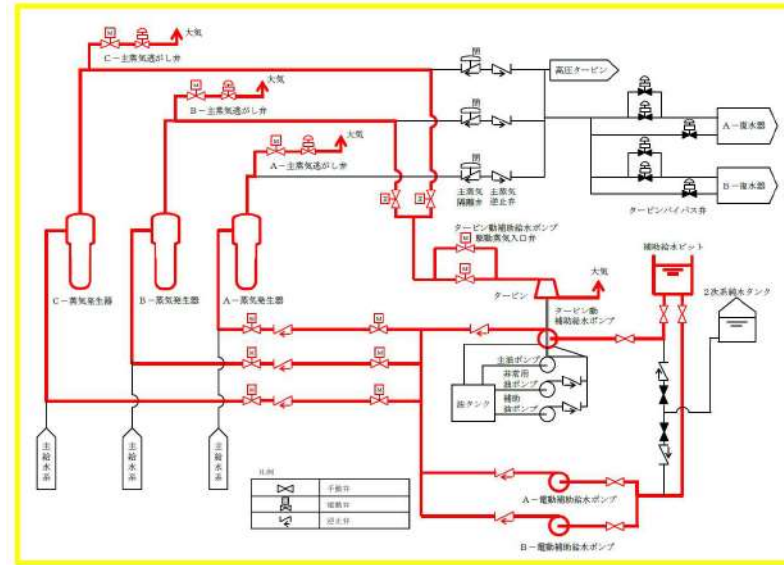 大気
C－主蒸気逃がし弁
大気
B－主蒸気逃がし弁
大気
A－主蒸気逃がし弁
閉
閉
閉
高圧タービン
A－復水器
B－復水器
タービンバイパス弁
主蒸気
隔離弁
主蒸気
逆止弁
タービン動補助給水ポンプ
駆動蒸気入口弁
M
M
M
M
M
大気
タービン
タービン動
補助給水ポンプ
補助給水ピット
2次系純水タンク
C－蒸気発生器
B－蒸気発生器
A－蒸気発生器
M
M
M
M
M
M
主油ポンプ
非常用
油ポンプ
補助
油ポンプ
油タンク
主給水系
主給水系
主給水系
凡例
手動弁
電動弁
逆止弁
A－電動補助給水ポンプ
B－電動補助給水ポンプ